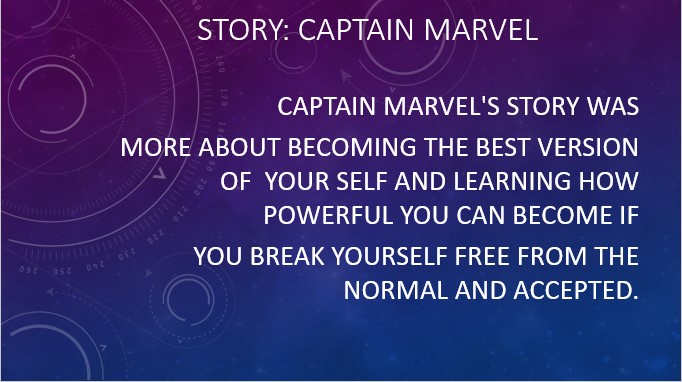 STORY: CAPTAIN MARVEL
CAPTAIN MARVEL'S STORY WAS
MORE ABOUT BECOMING THE BEST VERSION
OF  YOUR SELF AND LEARNING HOW
POWERFUL YOU CAN BECOME IF
YOU BREAK YOURSELF FREE FROM THE
NORMAL AND ACCEPTED.